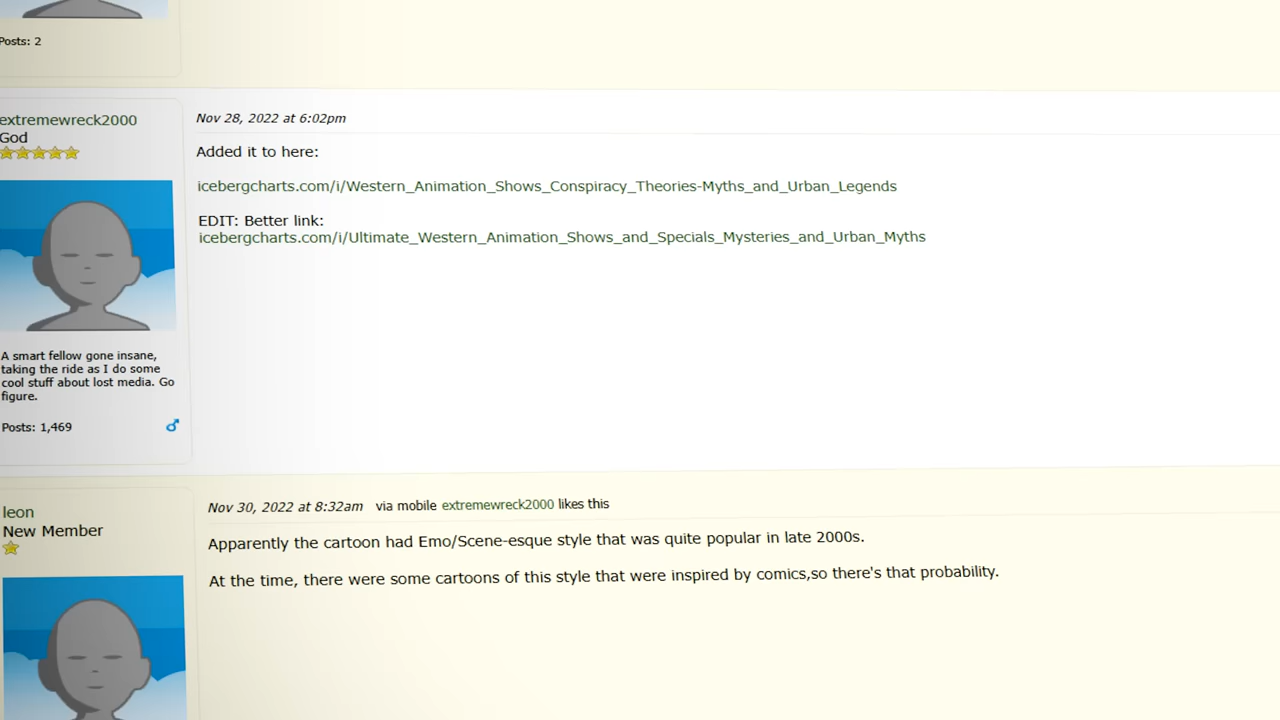 Posts: 2
extremewreck2000
God
Nov 28, 2022 at 6:02pm
Added it to here:
icebergcharts.com/i/Western_Animation_Shows_Conspiracy_Theories-Myths_and_Urban_Legends
EDIT: Better link:
icebergcharts.com/i/Ultimate_Western_Animation_Shows_and_Specials_Mysteries_and_Urban_Myths
A smart fellow gone insane,
taking the ride as I do some
cool stuff about lost media. Go
figure.
Posts: 1,469
leon
New Member
Nov 30, 2022 at 8:32am via mobile extremewreck2000 likes this
Apparently the cartoon had Emo/Scene-esque style that was quite popular in late 2000s.
At the time, there were some cartoons of this style that were inspired by comics,so there's that probability.